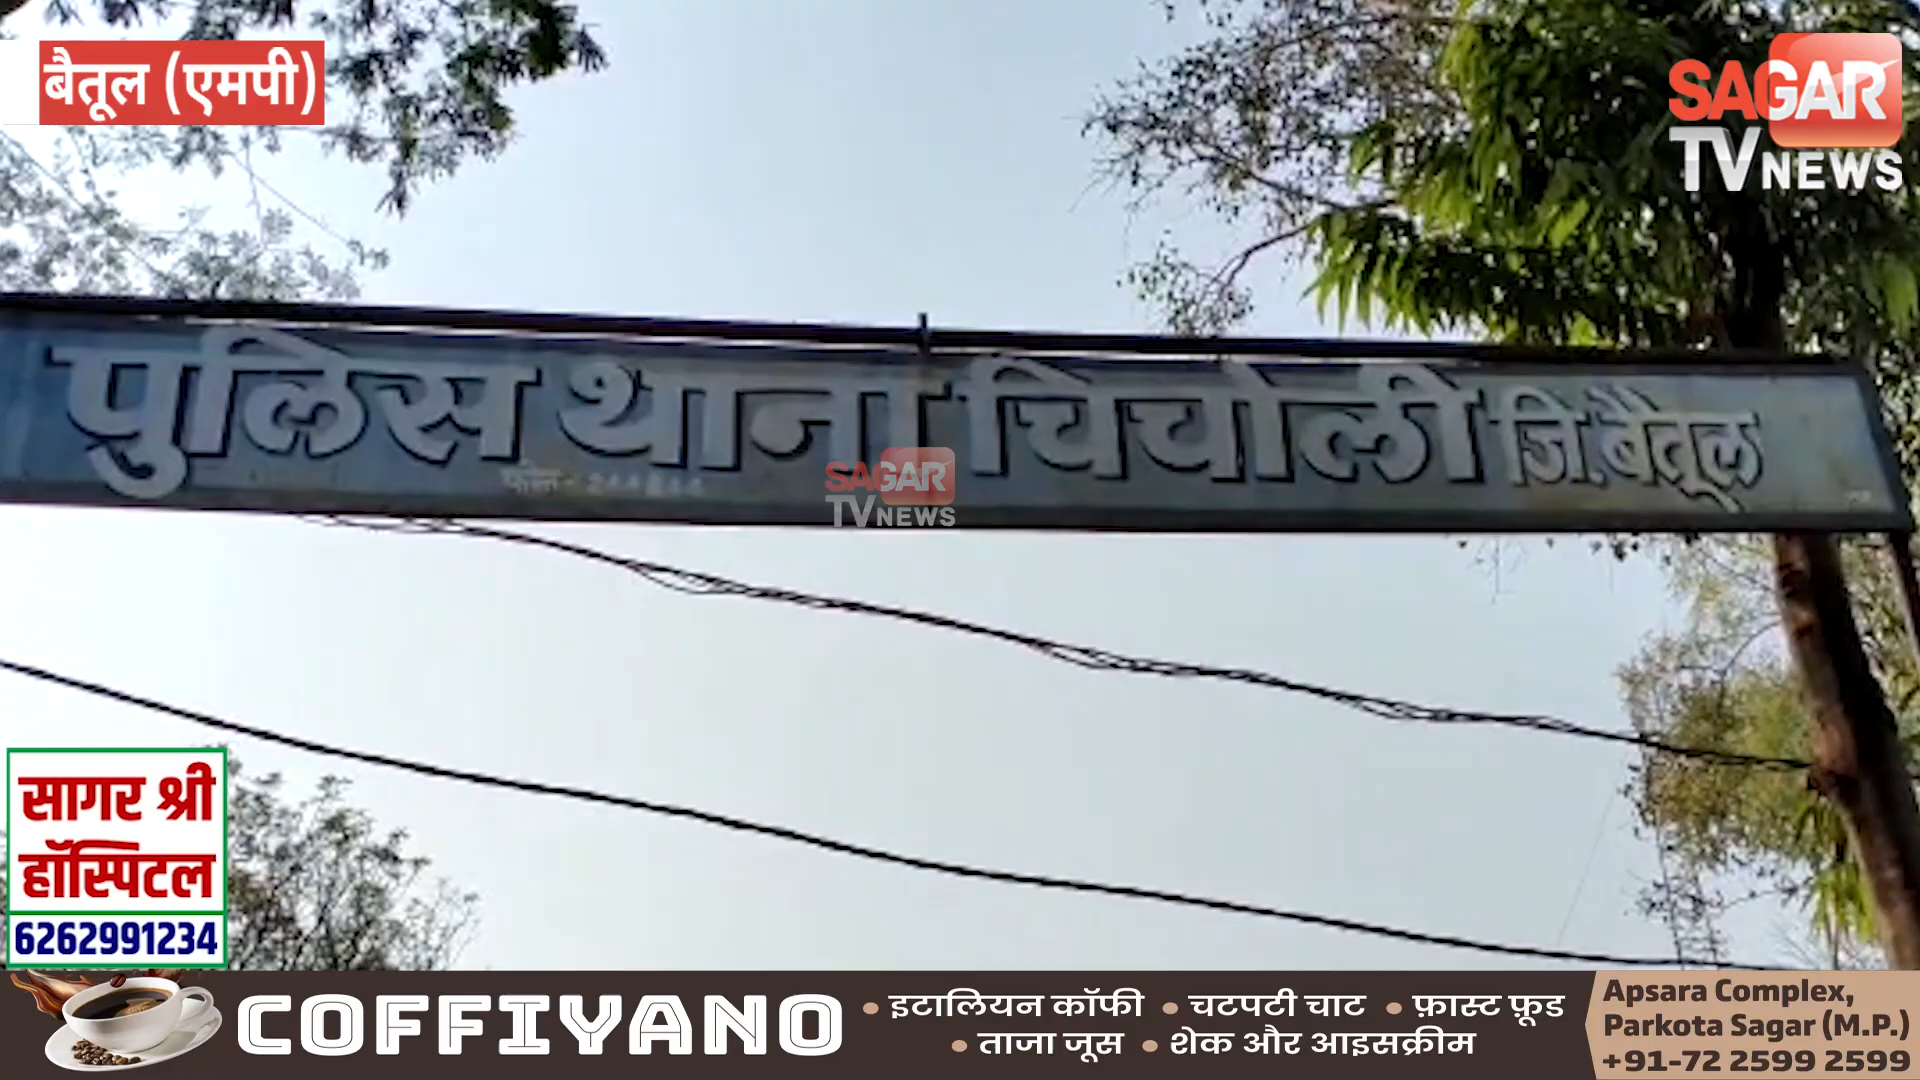 बैतूल (एमपी)
SAGAR
TV NEWS
पुलिस थाना चिचोली जि.बैतूल
SAGAR
TV NEWS
सागर श्री
हॉस्पिटल
6262991234
COFFIYANO
• इटालियन कॉफी • चटपटी चाट • फ़ास्ट फ़ूड
• ताजा जूस • शेक और आइसक्रीम
Apsara Complex,
Parkota Sagar (M.P.)
+91-72 2599 2599